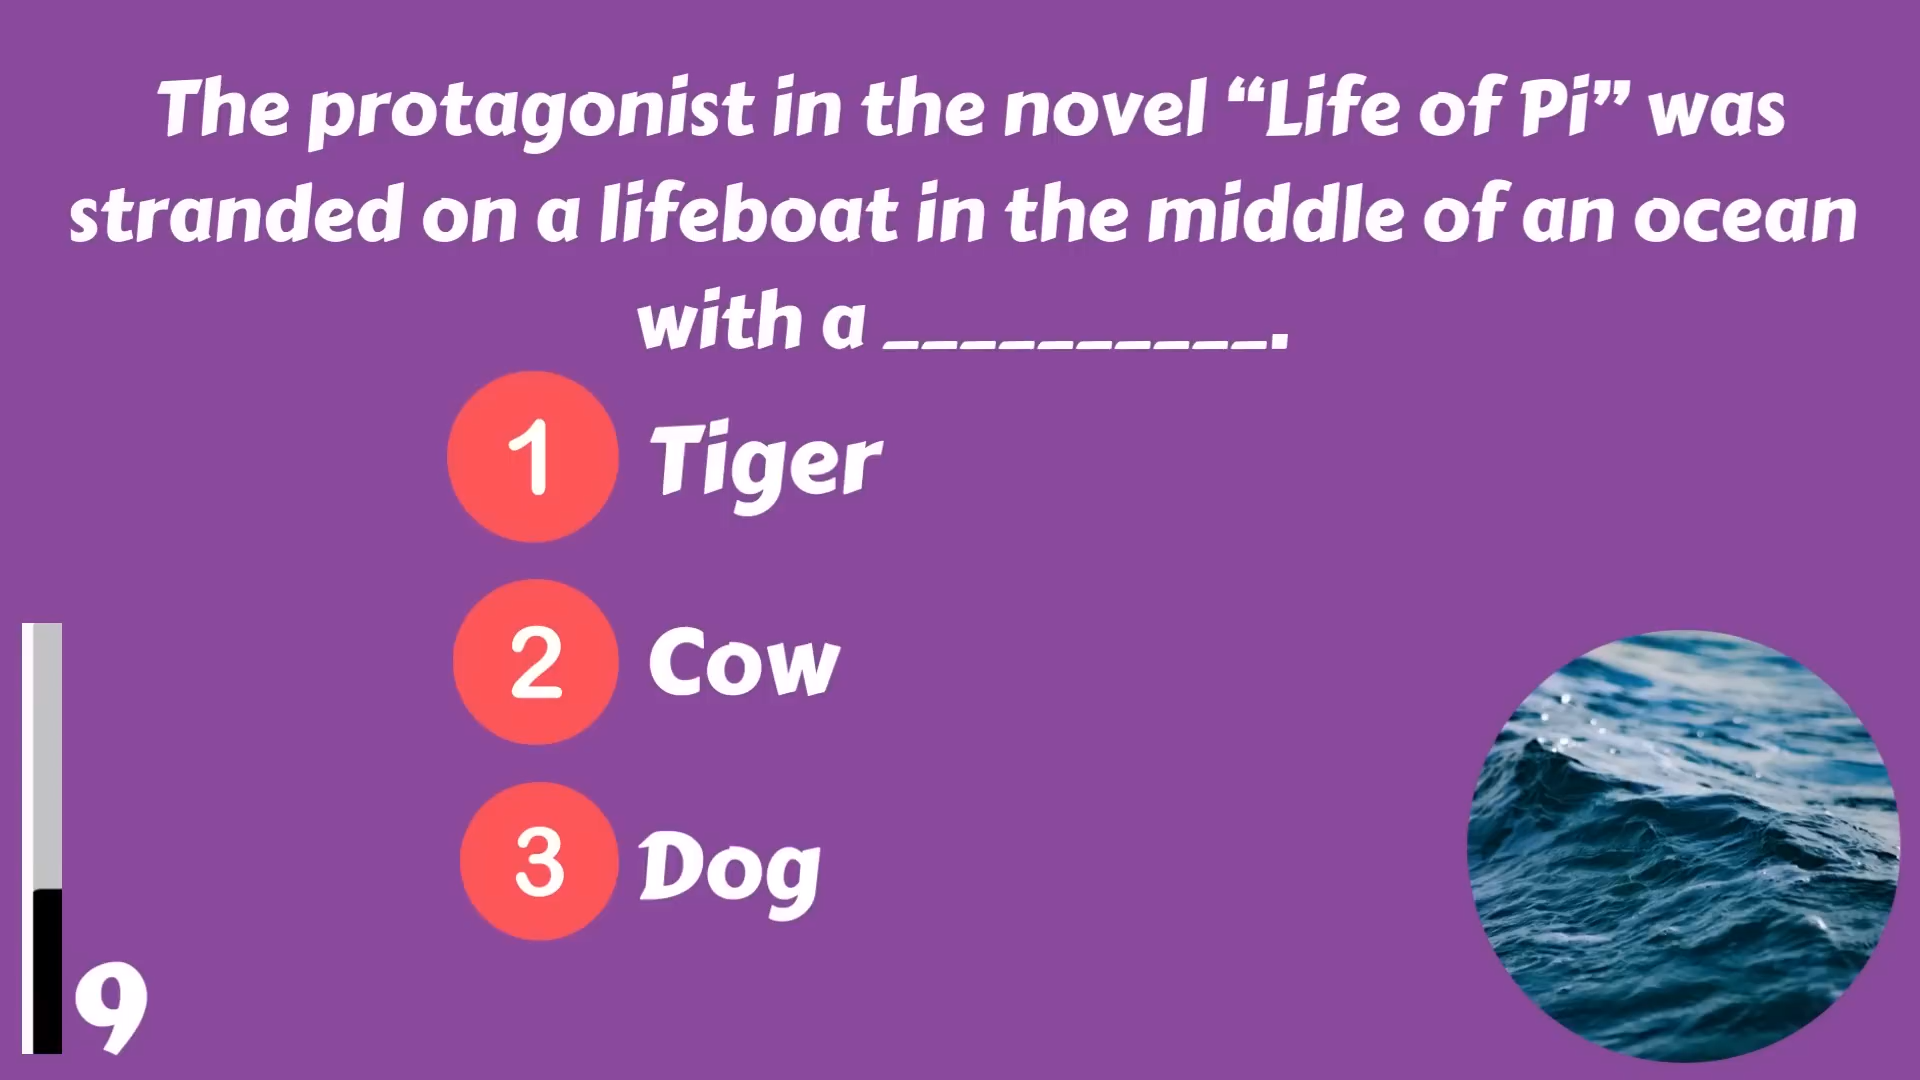 The protagonist in the novel “Life of Pi” was
stranded on a lifeboat in the middle of an ocean
with a __________.
1 Tiger
2 Cow
3 Dog
9